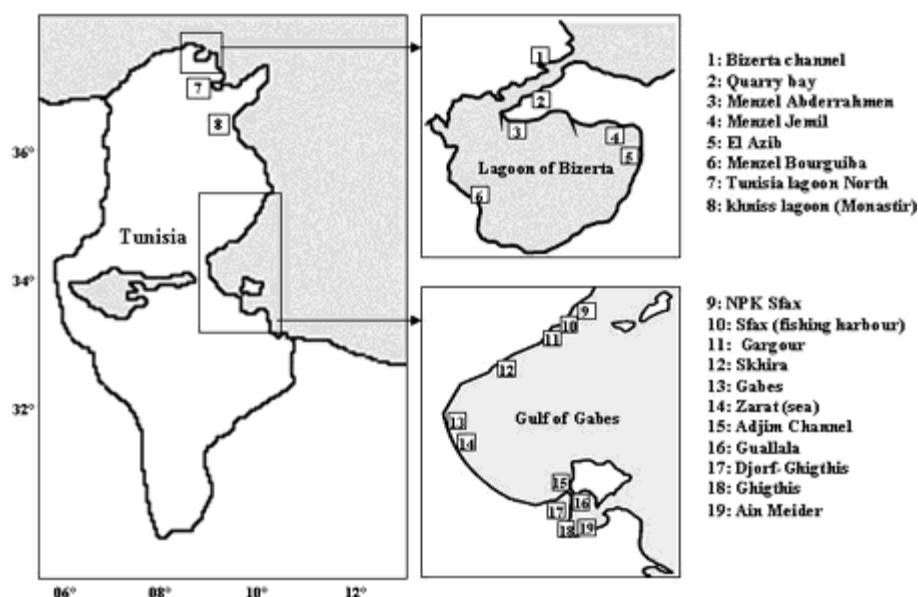 7
8
36°
Tunisia
34°
32°
06°
08°
10°
12°
1
2
3
4
5
Lagoon of Bizerta
6
1: Bizerta channel
2: Quarry bay
3: Menzel Abderrahmen
4: Menzel Jemil
5: El Azib
6: Menzel Bourguiba
7: Tunisia lagoon North
8: khniss lagoon (Monastir)
9
10
11
12
13
Gulf of Gabes
14
15
16
17
18
19
9: NPK Sfax
10: Sfax (fishing harbour)
11: Gargour
12: Skhira
13: Gabes
14: Zarat (sea)
15: Adjim Channel
16: Guallala
17: Djorf-Ghigthis
18: Ghigthis
19: Ain Meider